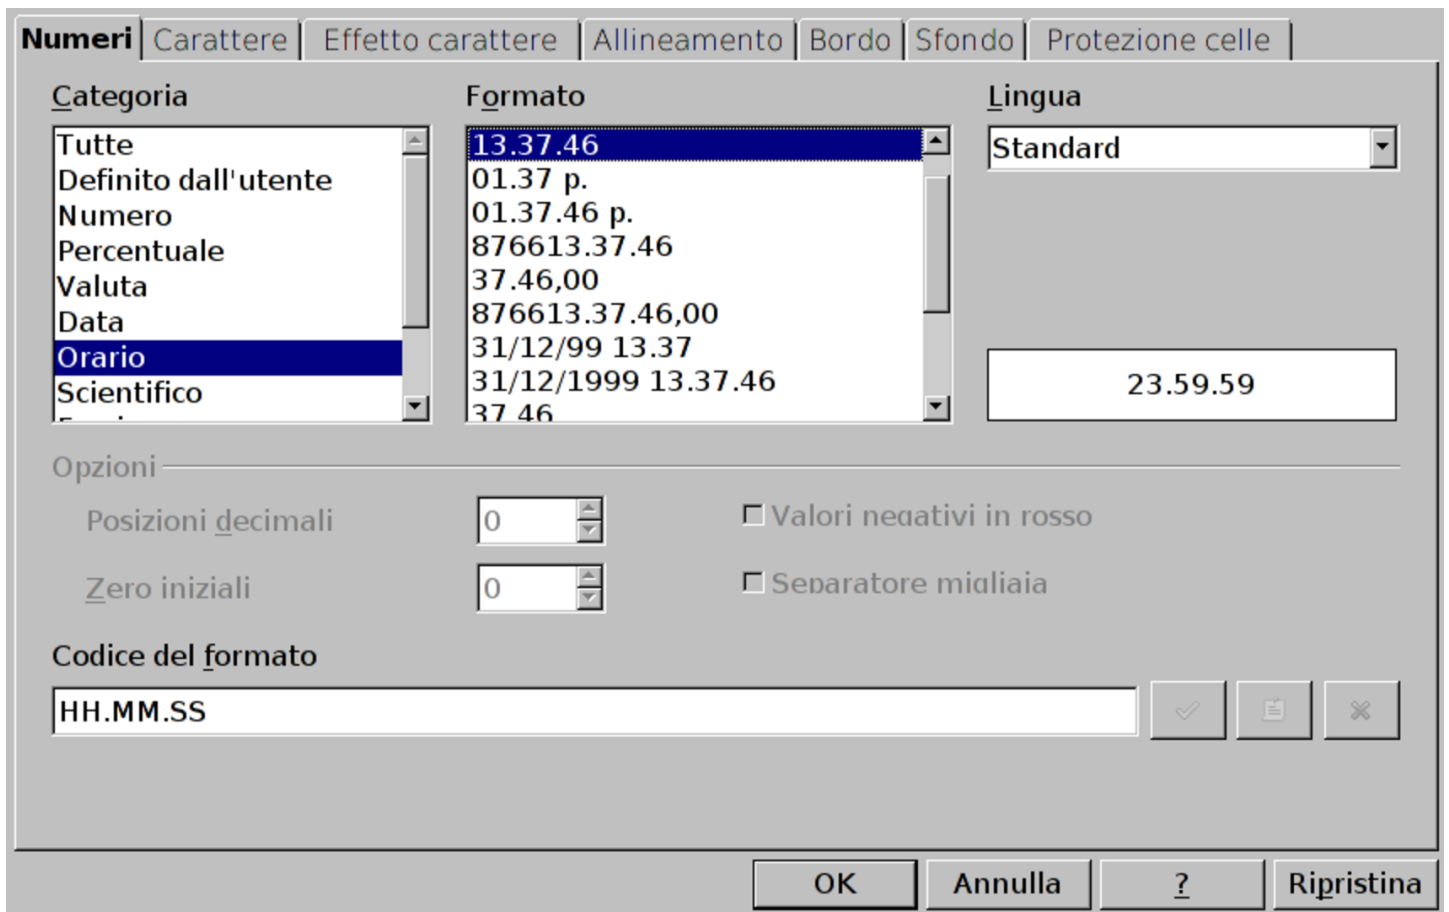 Numeri Carattere Effetto carattere Allineamento Bordo Sfondo Protezione celle
Categoria Formato Lingua
Tutte
Definito dall'utente
Numero
Percentuale
Valuta
Data
Orario
Scientifico
13.37.46
01.37 p.
01.37.46 p.
876613.37.46
37.46,00
876613.37.46,00
31/12/99 13.37
31/12/1999 13.37.46
37.46
Standard
23.59.59
Opzioni
Posizioni decimali 0 Valori negativi in rosso
Zero iniziali 0 Separatore migliaia
Codice del formato
HH.MM.SS
OK Annulla ? Ripristina